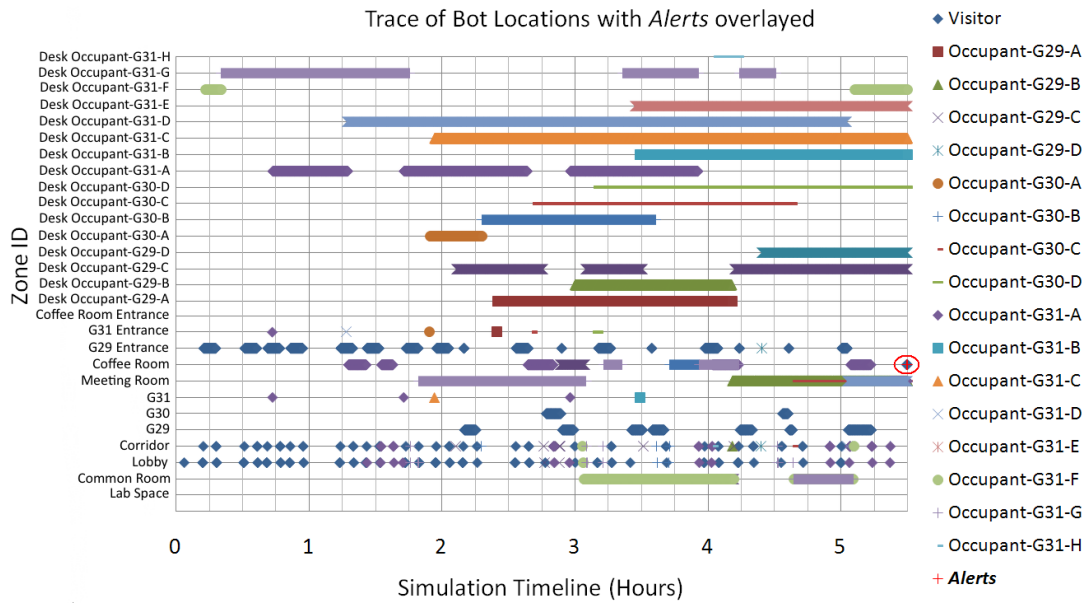 Trace of Bot Locations with Alerts overlayed
Zone ID
Desk Occupant-G31-H
Desk Occupant-G31-G
Desk Occupant-G31-F
Desk Occupant-G31-E
Desk Occupant-G31-D
Desk Occupant-G31-C
Desk Occupant-G31-B
Desk Occupant-G31-A
Desk Occupant-G30-D
Desk Occupant-G30-C
Desk Occupant-G30-B
Desk Occupant-G30-A
Desk Occupant-G29-D
Desk Occupant-G29-C
Desk Occupant-G29-B
Desk Occupant-G29-A
Coffee Room Entrance
G31 Entrance
G29 Entrance
Coffee Room
Meeting Room
G31
G30
G29
Corridor
Lobby
Common Room
Lab Space
0 1 2 3 4 5
Simulation Timeline (Hours)
Visitor
Occupant-G29-A
Occupant-G29-B
Occupant-G29-C
Occupant-G29-D
Occupant-G30-A
Occupant-G30-B
Occupant-G30-C
Occupant-G30-D
Occupant-G31-A
Occupant-G31-B
Occupant-G31-C
Occupant-G31-D
Occupant-G31-E
Occupant-G31-F
Occupant-G31-G
Occupant-G31-H
Alerts